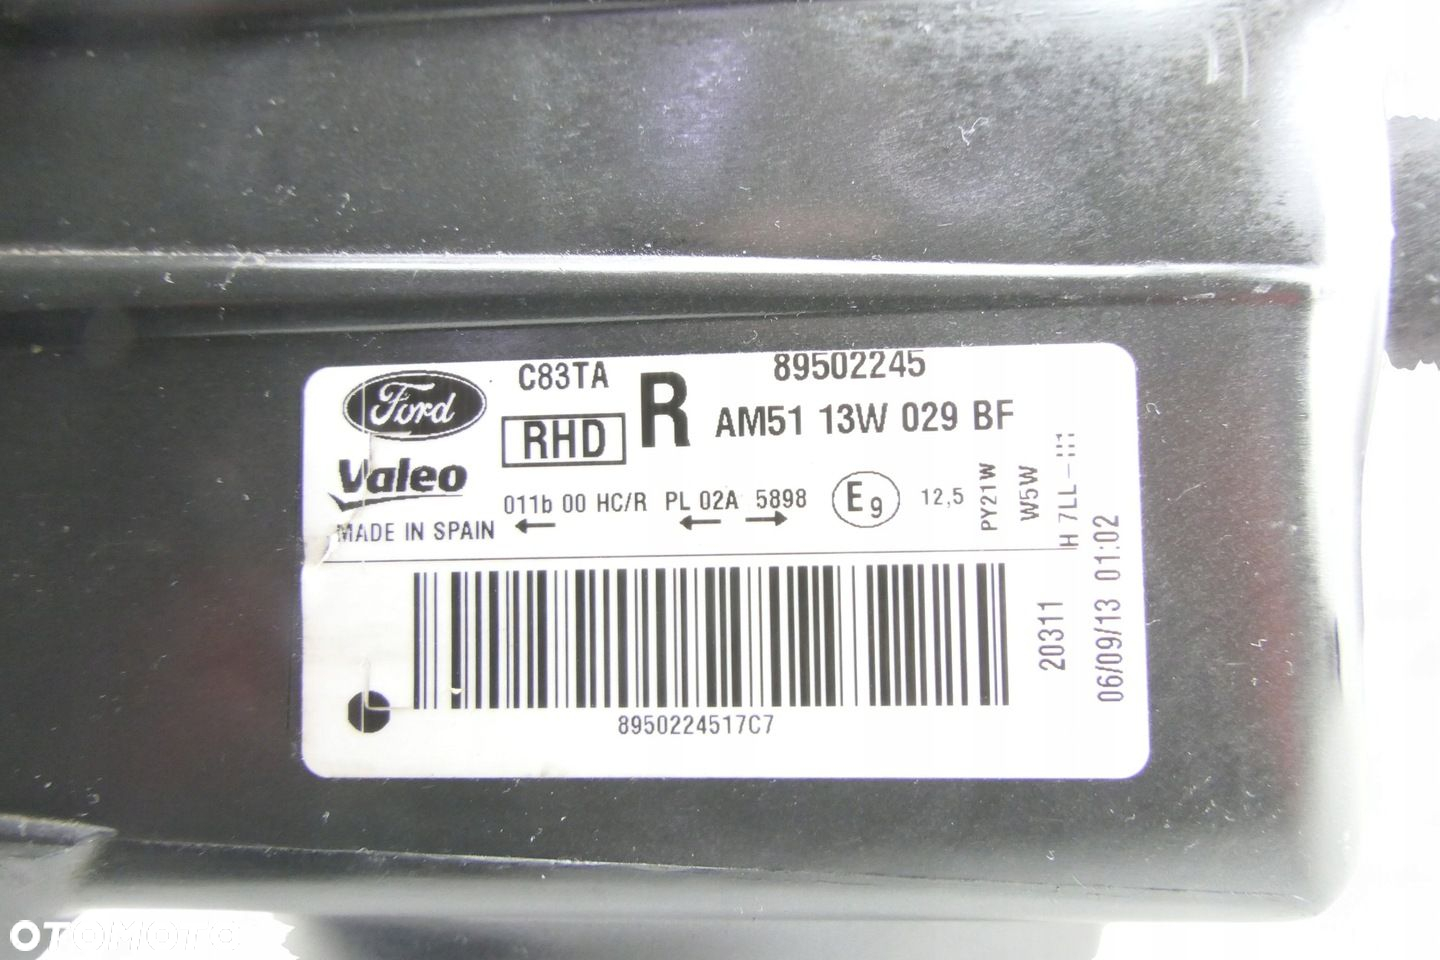 C83TA
89502245
Ford
RHD
R
AM51 13W 029 BF
Valeo
011b 00 HC/R PL 02A 5898
E9
12,5
PY21W
W5W
H 7LL
MADE IN SPAIN
20311
06/09/13 01:02
8950224517C7
OTOMOTO